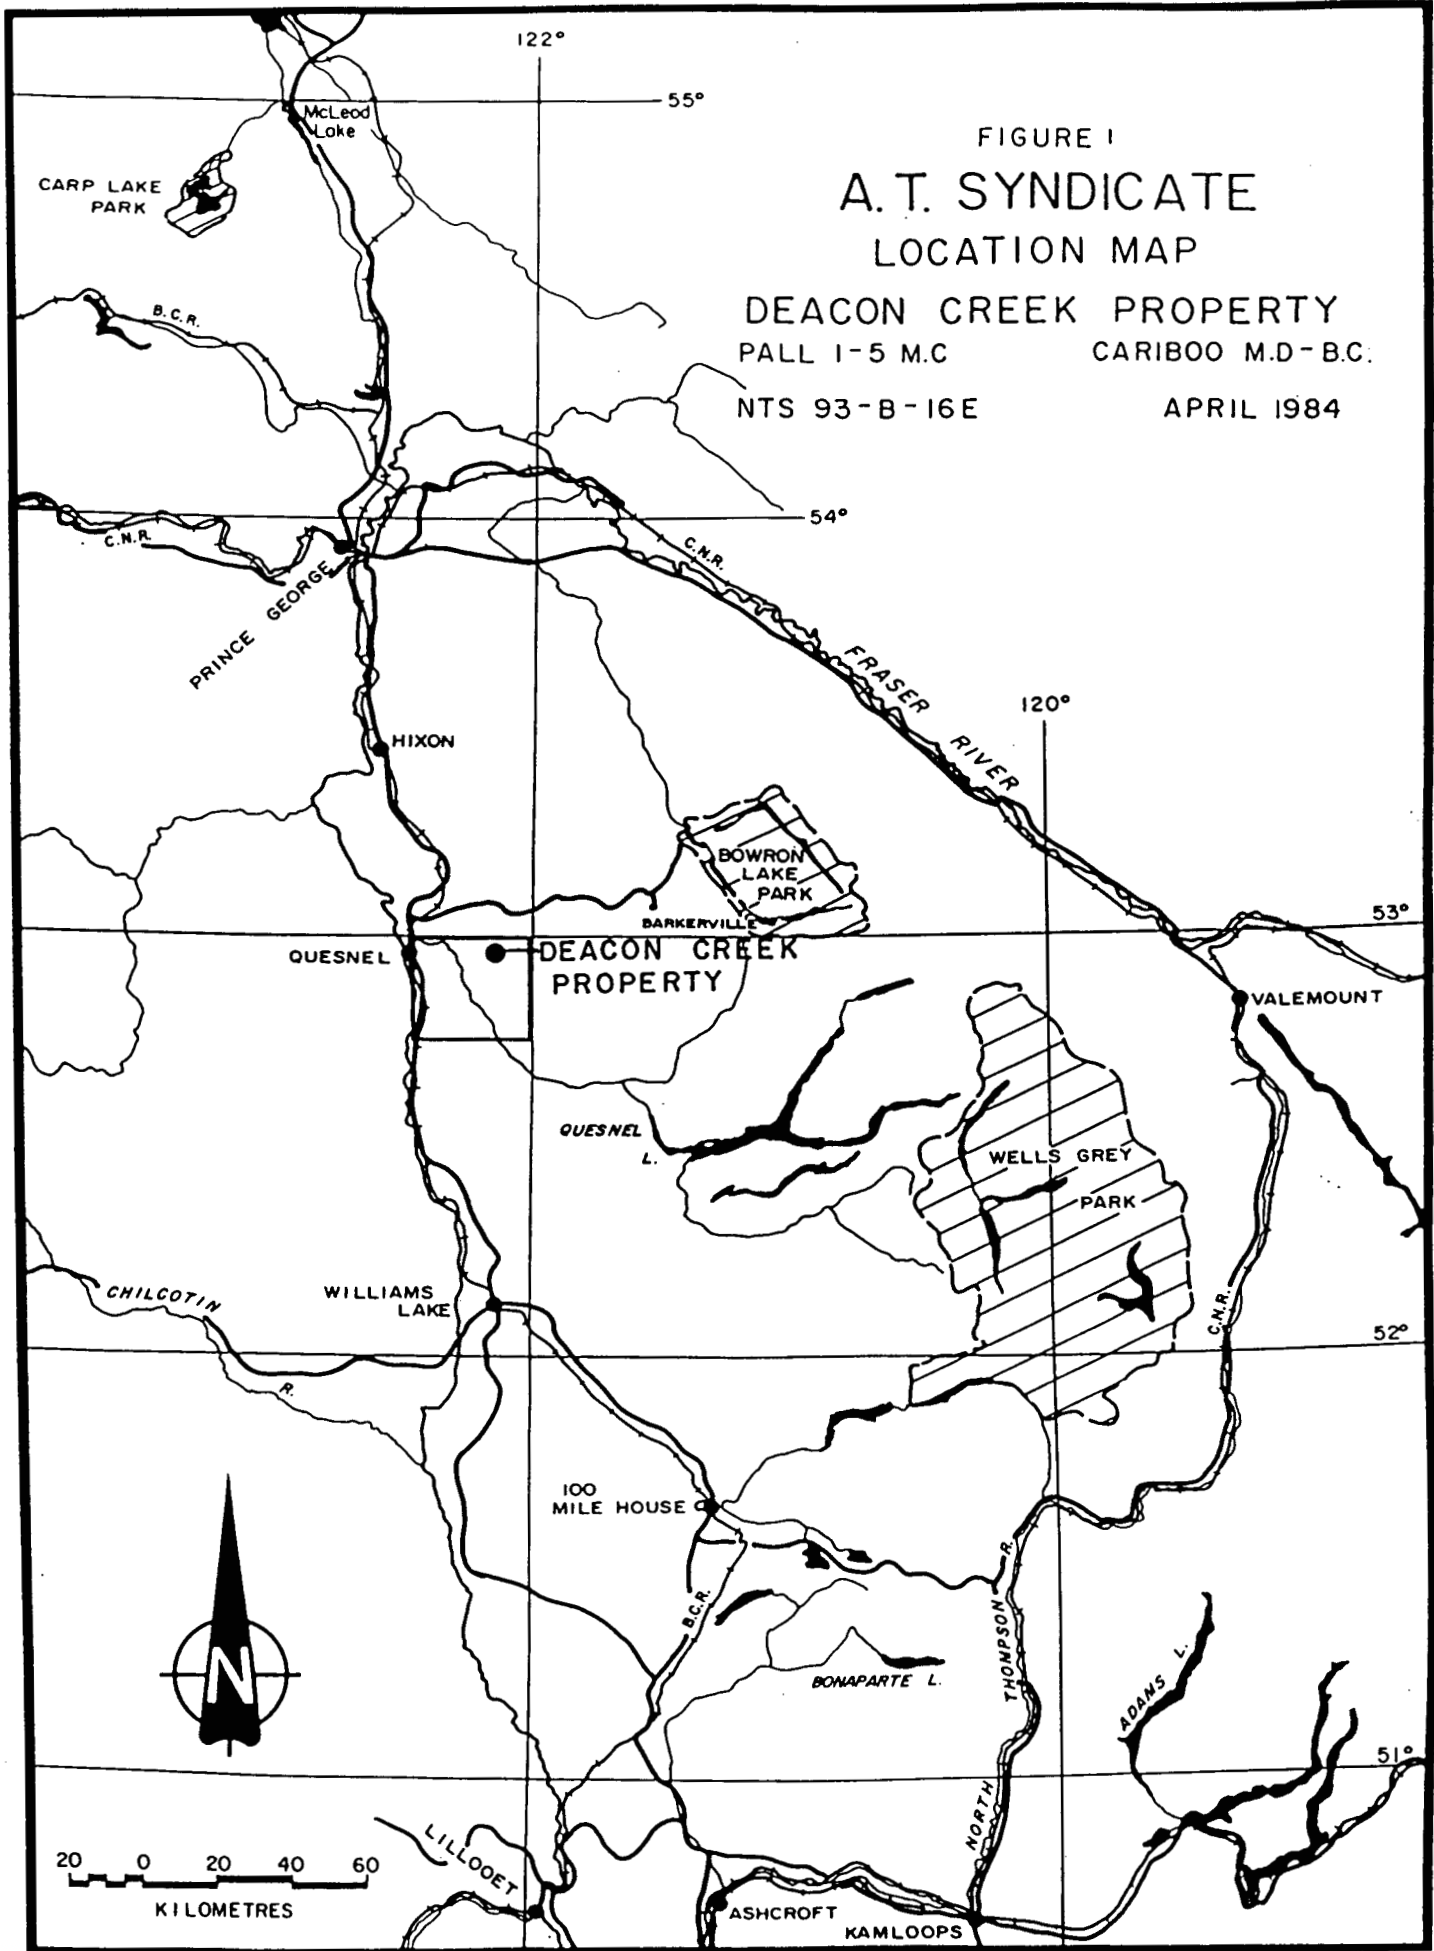 122°
55°
McLeod
Lake
FIGURE 1
A.T. SYNDICATE
LOCATION MAP
DEACON CREEK PROPERTY
PALL 1-5 M.C CARIBOO M.D-B.C.
NTS 93-B-16E APRIL 1984
CARP LAKE
PARK
B.C.R.
54°
C.N.R.
C.N.R.
PRINCE GEORGE
FRASER RIVER
120°
HIXON
BOWRON
LAKE
PARK
BARKERVILLE
53°
QUESNEL
DEACON CREEK
PROPERTY
VALEMOUNT
QUESNEL
L.
WELLS GREY
PARK
CHILCOTIN
R.
WILLIAMS
LAKE
C.N.R.
52°
100
MILE HOUSE
B.C.R.
NORTH THOMPSON R.
BONAPARTE L.
ADAMS L.
N
51°
20 0 20 40 60
KILOMETRES
LILLOOET
ASHCROFT
KAMLOOPS